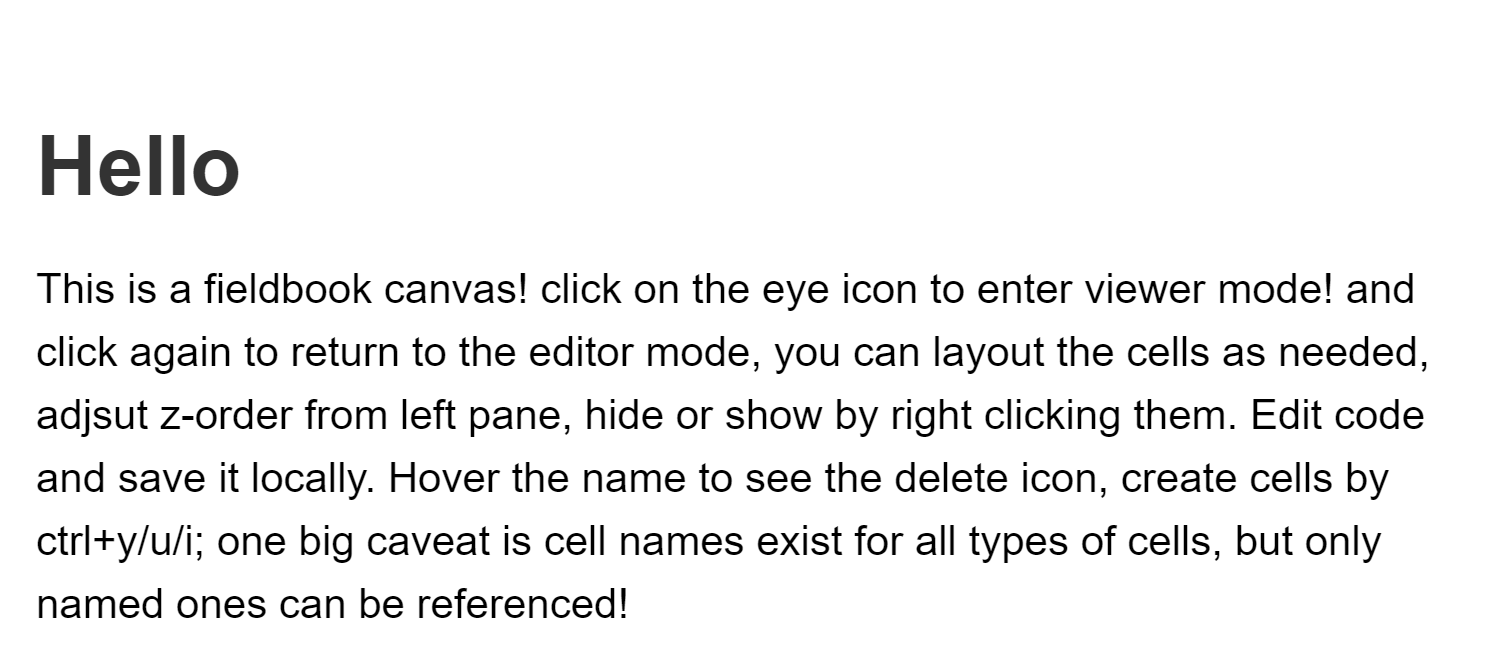 Hello
This is a fieldbook canvas! click on the eye icon to enter viewer mode! and
click again to return to the editor mode, you can layout the cells as needed,
adjsut z-order from left pane, hide or show by right clicking them. Edit code
and save it locally. Hover the name to see the delete icon, create cells by
ctrl+y/u/i; one big caveat is cell names exist for all types of cells, but only
named ones can be referenced!